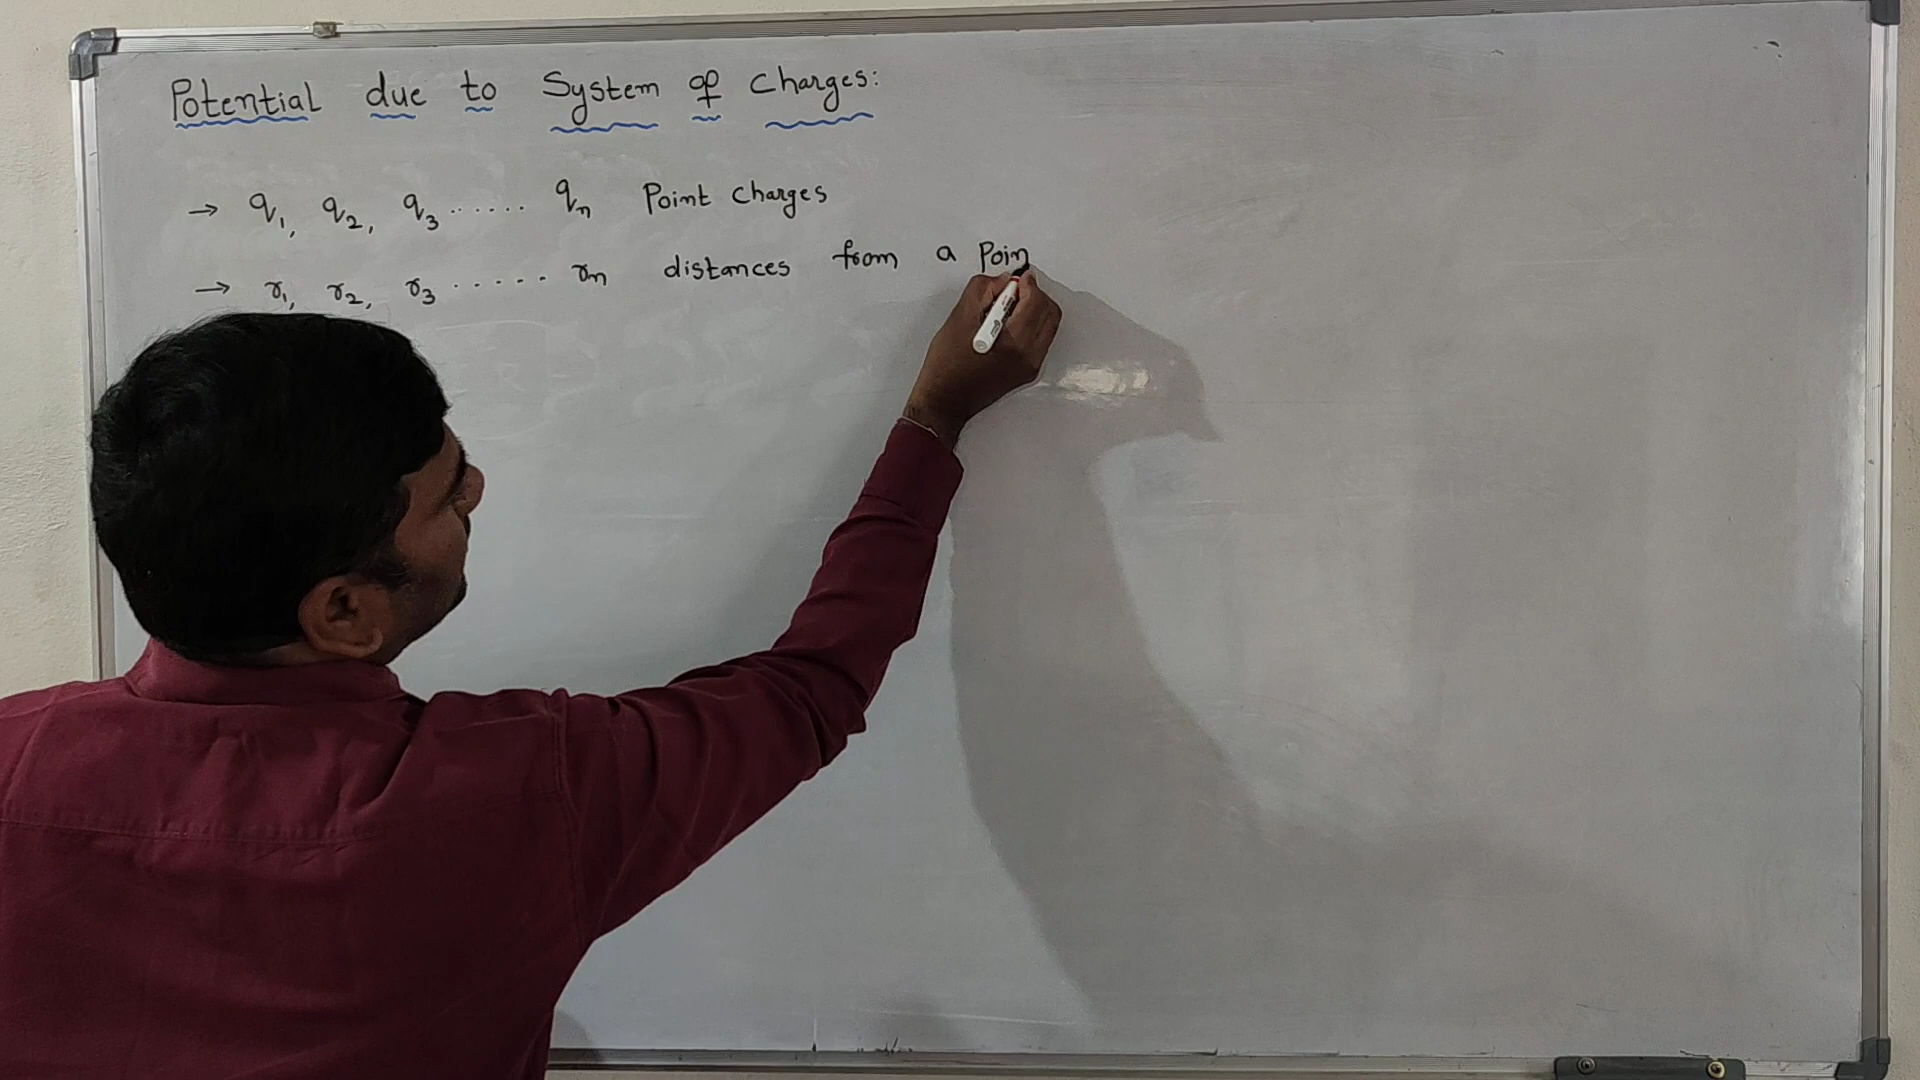 Potential due to System of Charges:
→ q₁, q₂, q₃ ...... qₙ Point Charges
→ r₁, r₂, r₃ ...... rₙ distances from a Poin